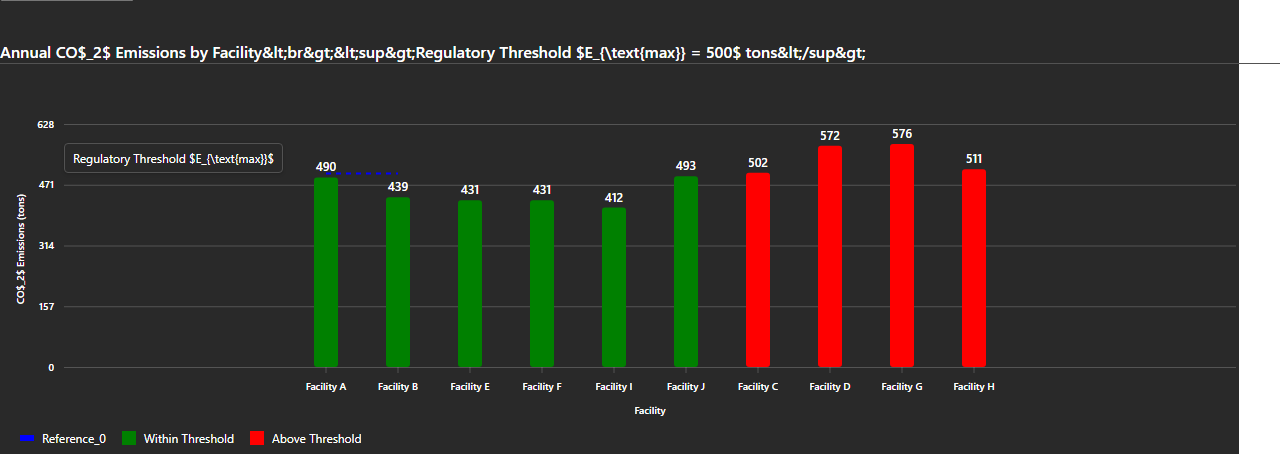 Annual CO$_2$ Emissions by Facility&lt;br&gt;&lt;sup&gt;Regulatory Threshold $E_{\text{max}} = 500$ tons&lt;/sup&gt;
628
Regulatory Threshold $E_{\text{max}}$
471
314
157
0
CO$_2$ Emissions (tons)
490
439
431
431
412
493
502
572
576
511
Facility A
Facility B
Facility E
Facility F
Facility I
Facility J
Facility C
Facility D
Facility G
Facility H
Facility
Reference_0
Within Threshold
Above Threshold